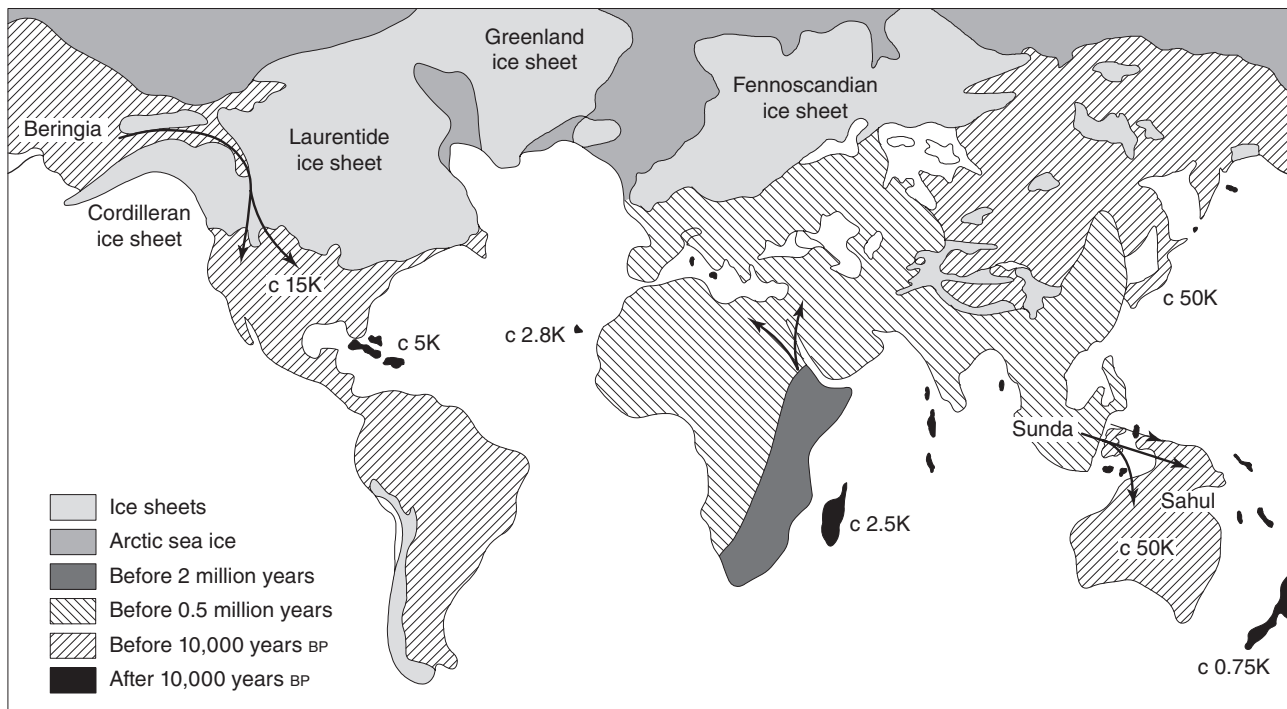 Greenland
ice sheet
Fennoscandian
ice sheet
Beringia
Laurentide
ice sheet
Cordilleran
ice sheet
c 15K
c 50K
c 5K
c 2.8K
Sunda
Sahul
c 2.5K
c 50K
c 0.75K
Ice sheets
Arctic sea ice
Before 2 million years
Before 0.5 million years
Before 10,000 years BP
After 10,000 years BP